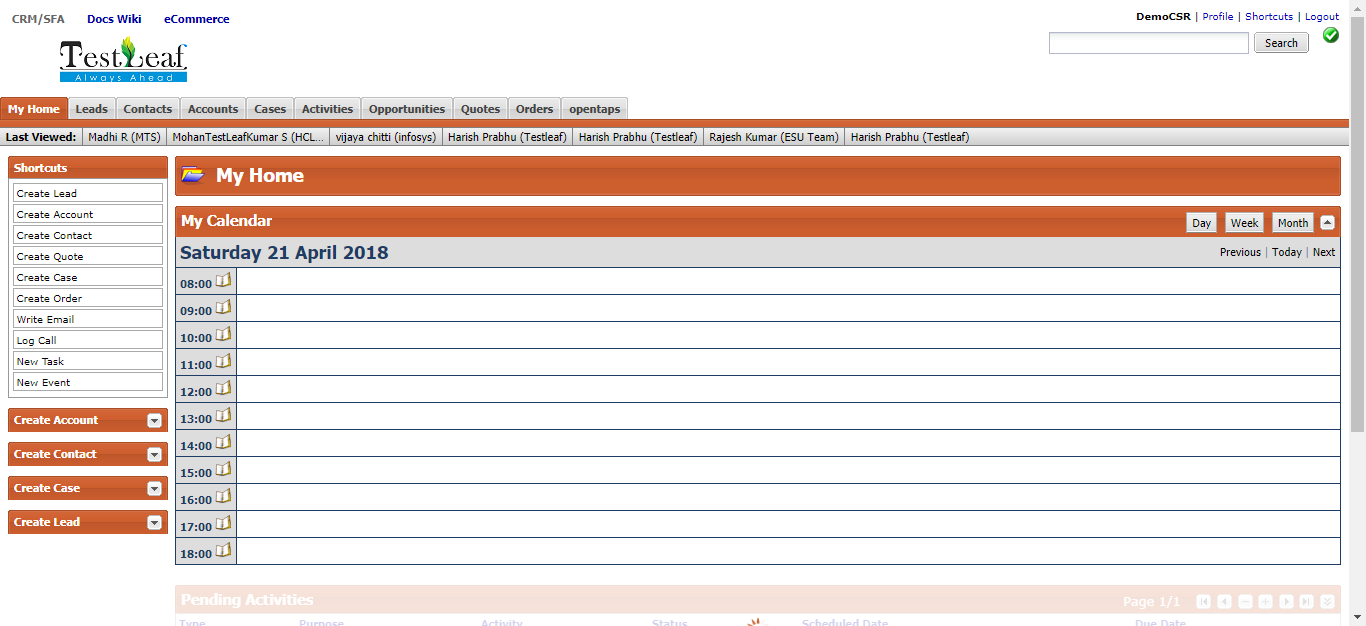 CRM/SFA Docs Wiki eCommerce
DemoCSR | Profile | Shortcuts | Logout
Search
TestLeaf
Always Ahead
My Home Leads Contacts Accounts Cases Activities Opportunities Quotes Orders opentaps
Last Viewed: Madhi R (MTS) MohanTestLeafKumar S (HCL... vijaya chitti (infosys) Harish Prabhu (Testleaf) Harish Prabhu (Testleaf) Rajesh Kumar (ESU Team) Harish Prabhu (Testleaf)
Shortcuts
Create Lead
Create Account
Create Contact
Create Quote
Create Case
Create Order
Write Email
Log Call
New Task
New Event
Create Account
Create Contact
Create Case
Create Lead
My Home
My Calendar
Day Week Month
Saturday 21 April 2018
Previous | Today | Next
08:00
09:00
10:00
11:00
12:00
13:00
14:00
15:00
16:00
17:00
18:00
Pending Activities
Page 1/1
Type Purpose Activity Status Scheduled Date Due Date